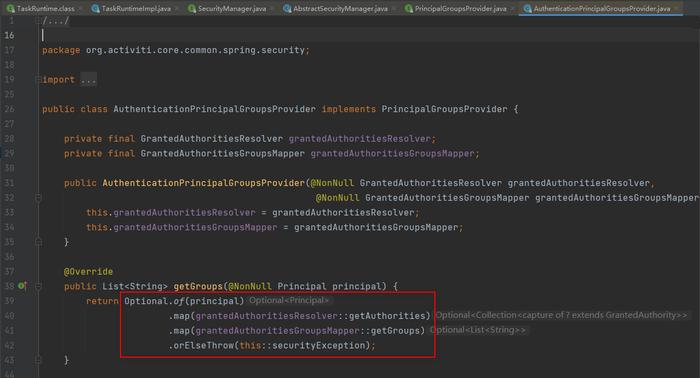 TaskRuntime.class × TaskRuntimeImpl.java × SecurityManager.java × AbstractSecurityManager.java × PrincipalGroupsProvider.java × AuthenticationPrincipalGroupsProvider.java ×
1 /.../
16
17 package org.activiti.core.common.spring.security;
18
19 import ...
25
26 public class AuthenticationPrincipalGroupsProvider implements PrincipalGroupsProvider {
27
28 private final GrantedAuthoritiesResolver grantedAuthoritiesResolver;
29 private final GrantedAuthoritiesGroupsMapper grantedAuthoritiesGroupsMapper;
30
31 public AuthenticationPrincipalGroupsProvider(@NonNull GrantedAuthoritiesResolver grantedAuthoritiesResolver,
32 @NonNull GrantedAuthoritiesGroupsMapper grantedAuthoritiesGroupsMapper
33 this.grantedAuthoritiesResolver = grantedAuthoritiesResolver;
34 this.grantedAuthoritiesGroupsMapper = grantedAuthoritiesGroupsMapper;
35 }
36
37 @Override
38 public List<String> getGroups(@NonNull Principal principal) {
39 return Optional.of(principal) Optional<Principal>
40 .map(grantedAuthoritiesResolver::getAuthorities) Optional<Collection<capture of ? extends GrantedAuthority>>
41 .map(grantedAuthoritiesGroupsMapper::getGroups) Optional<List<String>>
42 .orElseThrow(this::securityException);
43 }
44